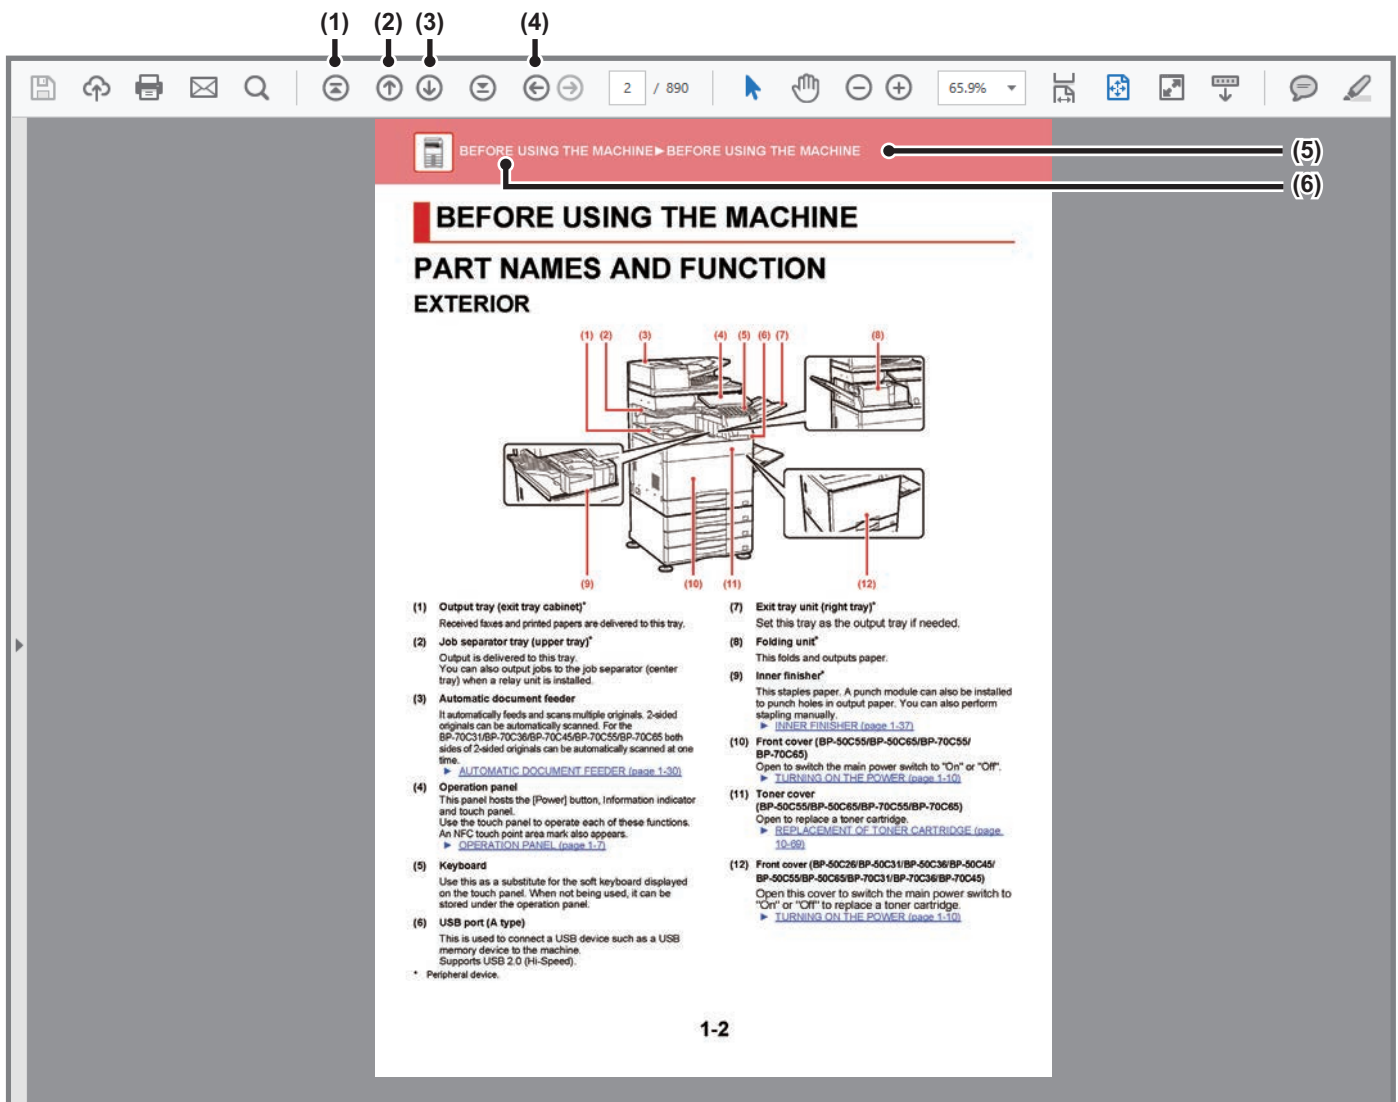 (1) (2) (3) (4)
2 / 890 65.9%
BEFORE USING THE MACHINE►BEFORE USING THE MACHINE
(5)
(6)
BEFORE USING THE MACHINE
PART NAMES AND FUNCTION
EXTERIOR
(1) (2) (3) (4) (5) (6) (7) (8)
(9) (10) (11) (12)
(1) Output tray (exit tray cabinet)*
Received faxes and printed papers are delivered to this tray.
(2) Job separator tray (upper tray)*
Output is delivered to this tray.
You can also output jobs to the job separator (center
tray) when a relay unit is installed.
(3) Automatic document feeder
It automatically feeds and scans multiple originals. 2-sided
originals can be automatically scanned. For the
BP-70C31/BP-70C36/BP-70C45/BP-70C55/BP-70C65 both
sides of 2-sided originals can be automatically scanned at one
time.
► AUTOMATIC DOCUMENT FEEDER (page 1-30)
(4) Operation panel
This panel hosts the [Power] button, Information indicator
and touch panel.
Use the touch panel to operate each of these functions.
An NFC touch point area mark also appears.
► OPERATION PANEL (page 1-7)
(5) Keyboard
Use this as a substitute for the soft keyboard displayed
on the touch panel. When not being used, it can be
stored under the operation panel.
(6) USB port (A type)
This is used to connect a USB device such as a USB
memory device to the machine.
Supports USB 2.0 (Hi-Speed).
* Peripheral device.
(7) Exit tray unit (right tray)*
Set this tray as the output tray if needed.
(8) Folding unit*
This folds and outputs paper.
(9) Inner finisher*
This staples paper. A punch module can also be installed
to punch holes in output paper. You can also perform
stapling manually.
► INNER FINISHER (page 1-37)
(10) Front cover (BP-50C55/BP-50C65/BP-70C55/
BP-70C65)
Open to switch the main power switch to "On" or "Off".
► TURNING ON THE POWER (page 1-10)
(11) Toner cover
(BP-50C55/BP-50C65/BP-70C55/BP-70C65)
Open to replace a toner cartridge.
► REPLACEMENT OF TONER CARTRIDGE (page
10-69)
(12) Front cover (BP-50C26/BP-50C31/BP-50C36/BP-50C45/
BP-50C55/BP-50C65/BP-70C31/BP-70C36/BP-70C45)
Open this cover to switch the main power switch to
"On" or "Off" to replace a toner cartridge.
► TURNING ON THE POWER (page 1-10)
1-2